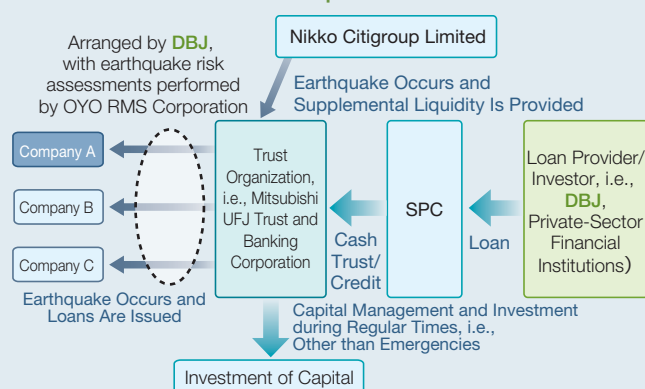 Nikko Citigroup Limited
Arranged by DBJ,
with earthquake risk
assessments performed
by OYO RMS Corporation
Earthquake Occurs and
Supplemental Liquidity Is Provided
Company A
Company B
Company C
Trust
Organization,
i.e., Mitsubishi
UFJ Trust and
Banking
Corporation
SPC
Loan Provider/
Investor, i.e.,
DBJ,
Private-Sector
Financial
Institutions)
Cash
Trust/
Credit
Loan
Earthquake Occurs and
Loans Are Issued
Capital Management and Investment
during Regular Times, i.e.,
Other than Emergencies
Investment of Capital